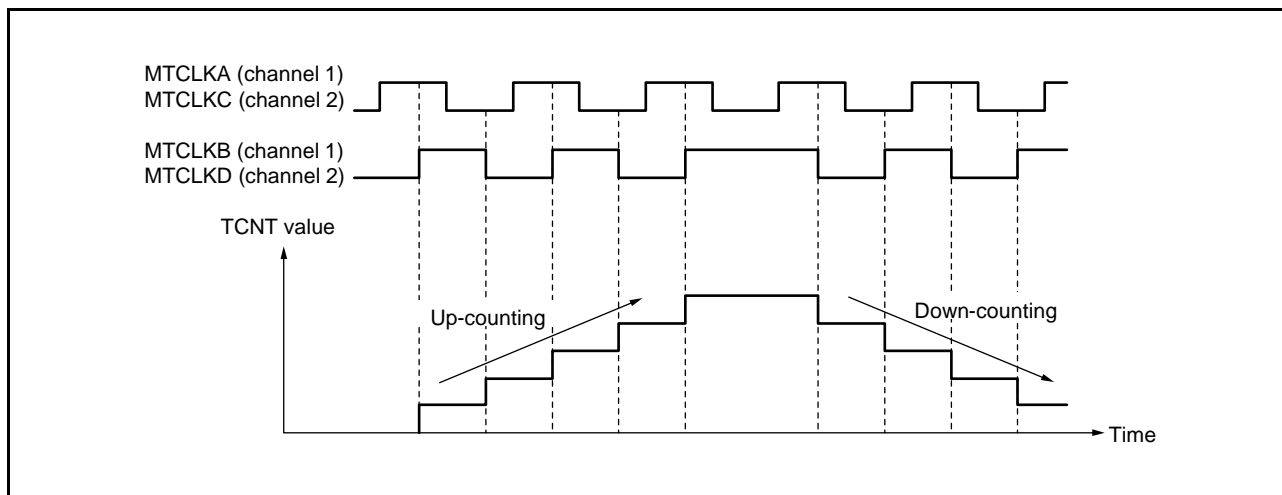 MTCLKA (channel 1)
MTCLKC (channel 2)
MTCLKB (channel 1)
MTCLKD (channel 2)
TCNT value
Up-counting
Down-counting
Time